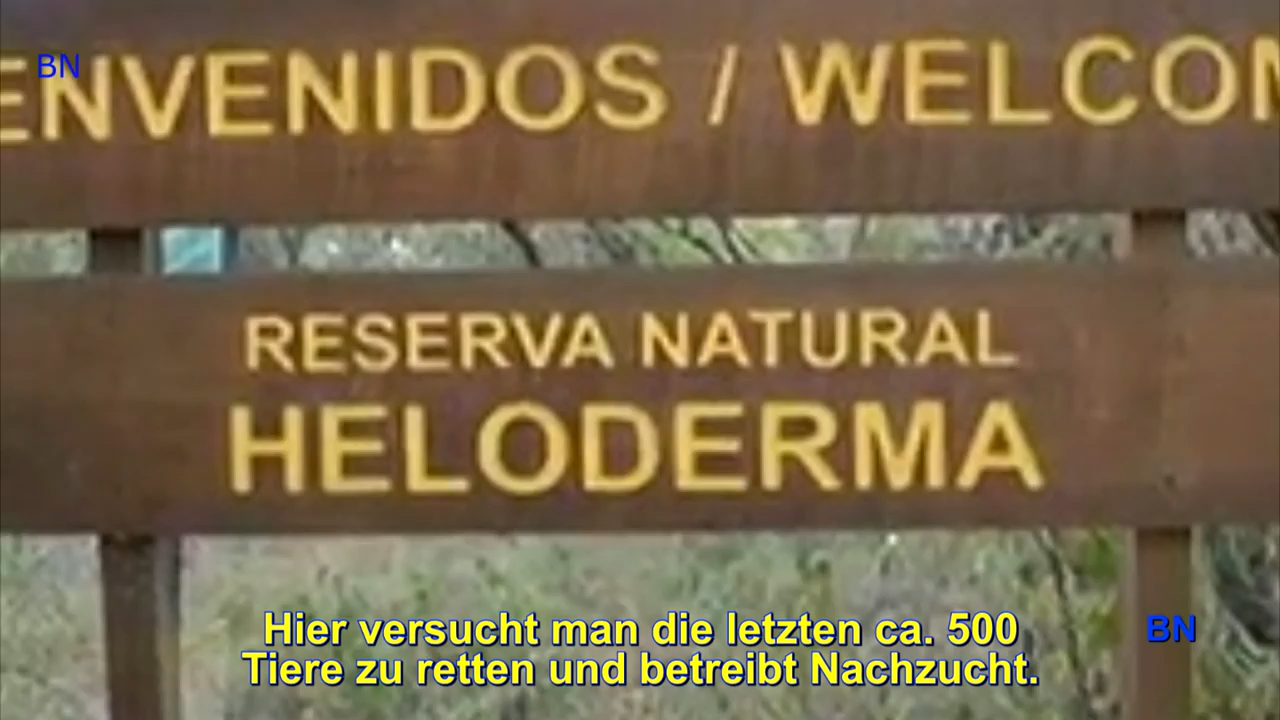 BN
ENVENIDOS / WELCOM
RESERVA NATURAL
HELODERMA
Hier versucht man die letzten ca. 500
Tiere zu retten und betreibt Nachzucht.
BN